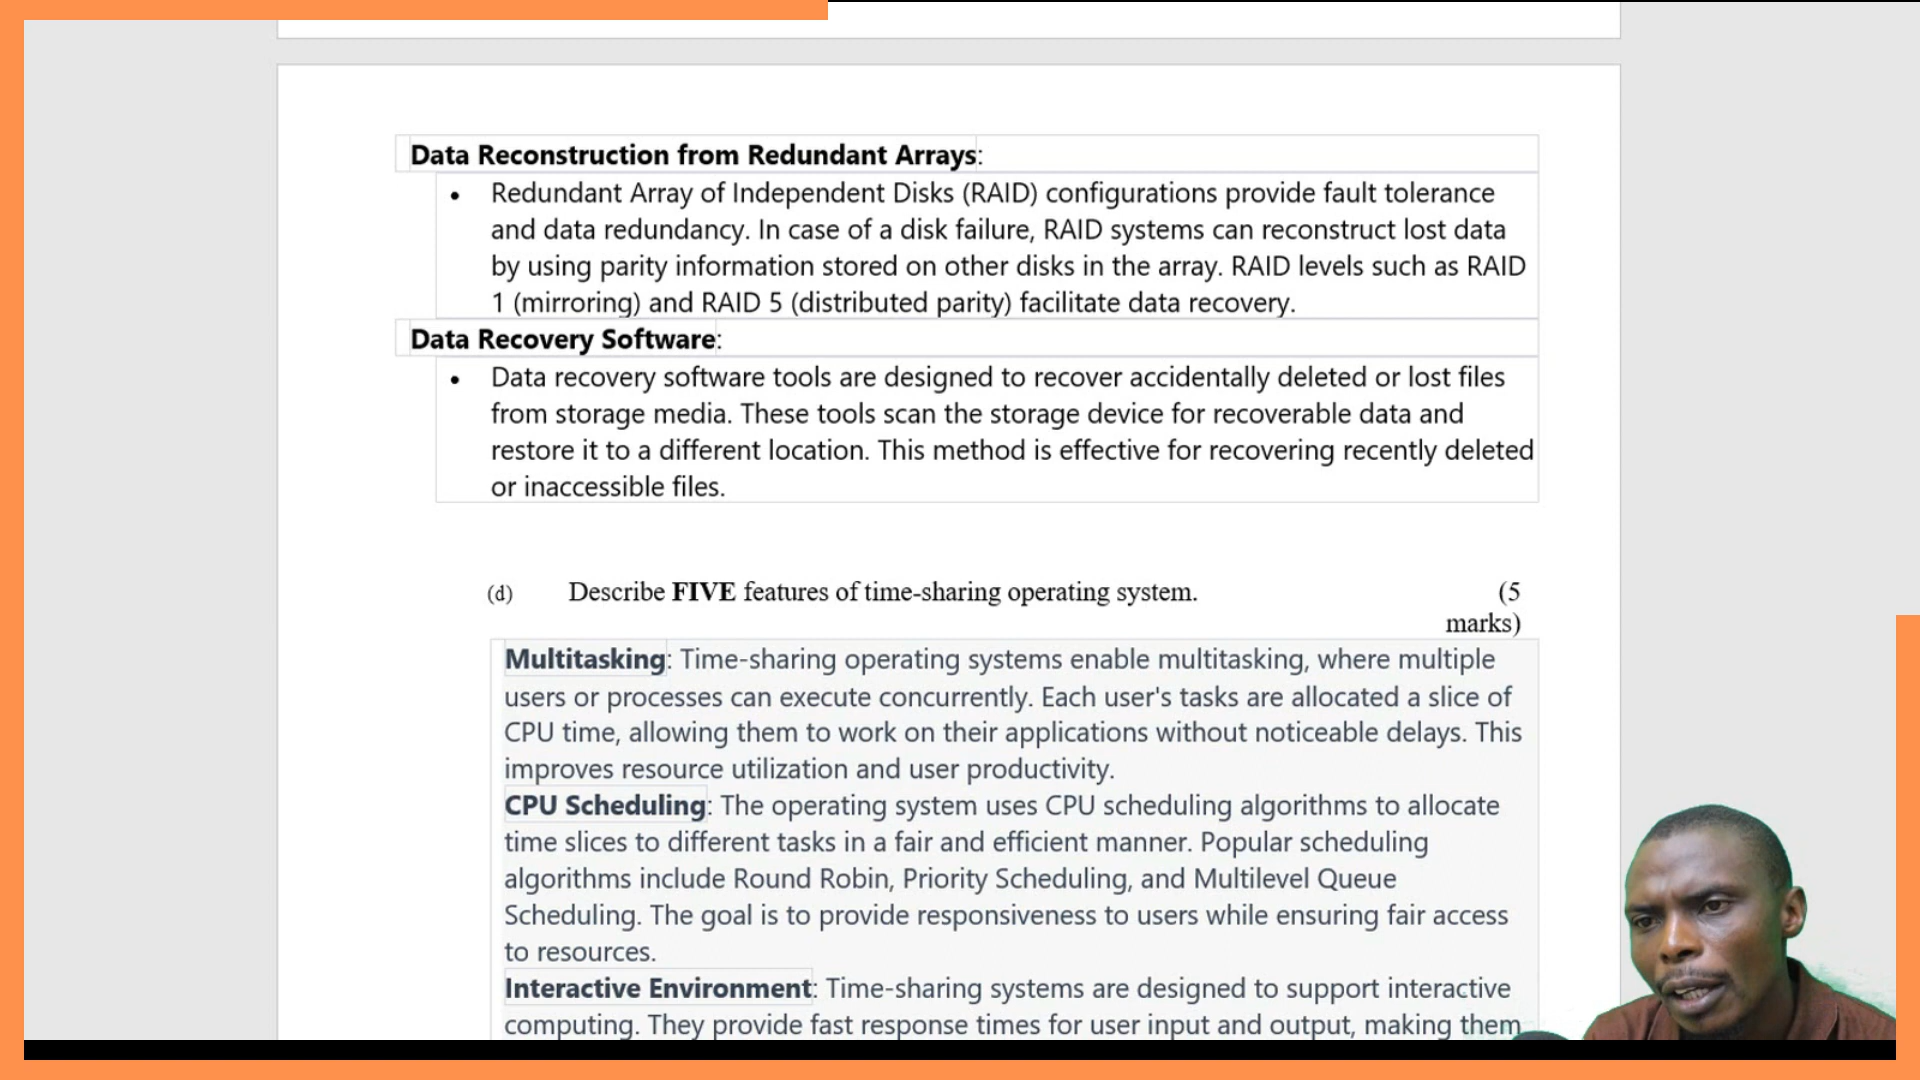 Data Reconstruction from Redundant Arrays:
• Redundant Array of Independent Disks (RAID) configurations provide fault tolerance
and data redundancy. In case of a disk failure, RAID systems can reconstruct lost data
by using parity information stored on other disks in the array. RAID levels such as RAID
1 (mirroring) and RAID 5 (distributed parity) facilitate data recovery.
Data Recovery Software:
• Data recovery software tools are designed to recover accidentally deleted or lost files
from storage media. These tools scan the storage device for recoverable data and
restore it to a different location. This method is effective for recovering recently deleted
or inaccessible files.
(d) Describe FIVE features of time-sharing operating system. (5
marks)
Multitasking: Time-sharing operating systems enable multitasking, where multiple
users or processes can execute concurrently. Each user's tasks are allocated a slice of
CPU time, allowing them to work on their applications without noticeable delays. This
improves resource utilization and user productivity.
CPU Scheduling: The operating system uses CPU scheduling algorithms to allocate
time slices to different tasks in a fair and efficient manner. Popular scheduling
algorithms include Round Robin, Priority Scheduling, and Multilevel Queue
Scheduling. The goal is to provide responsiveness to users while ensuring fair access
to resources.
Interactive Environment: Time-sharing systems are designed to support interactive
computing. They provide fast response times for user input and output, making them